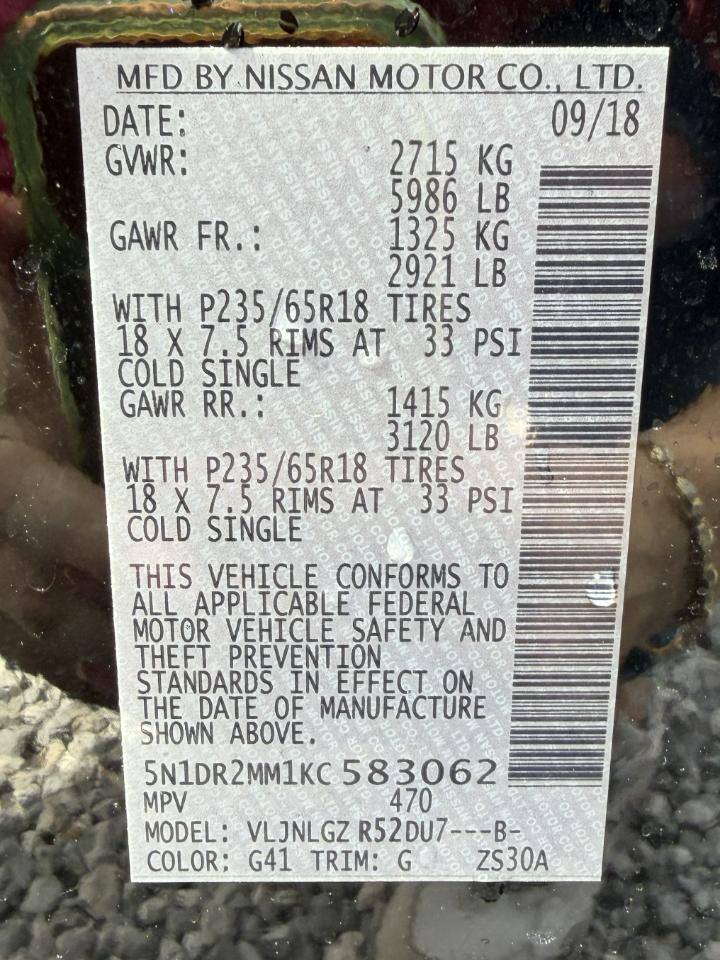 MFD BY NISSAN MOTOR CO., LTD.
DATE: 09/18
GVWR: 2715 KG
5986 LB
GAWR FR.: 1325 KG
2921 LB
WITH P235/65R18 TIRES
18 X 7.5 RIMS AT 33 PSI
COLD SINGLE
GAWR RR.: 1415 KG
3120 LB
WITH P235/65R18 TIRES
18 X 7.5 RIMS AT 33 PSI
COLD SINGLE
THIS VEHICLE CONFORMS TO
ALL APPLICABLE FEDERAL
MOTOR VEHICLE SAFETY AND
THEFT PREVENTION
STANDARDS IN EFFECT ON
THE DATE OF MANUFACTURE
SHOWN ABOVE.
5N1DR2MM1KC583062
MPV 470
MODEL: VLJNLGZ R52DU7---B-
COLOR: G41 TRIM: G ZS30A